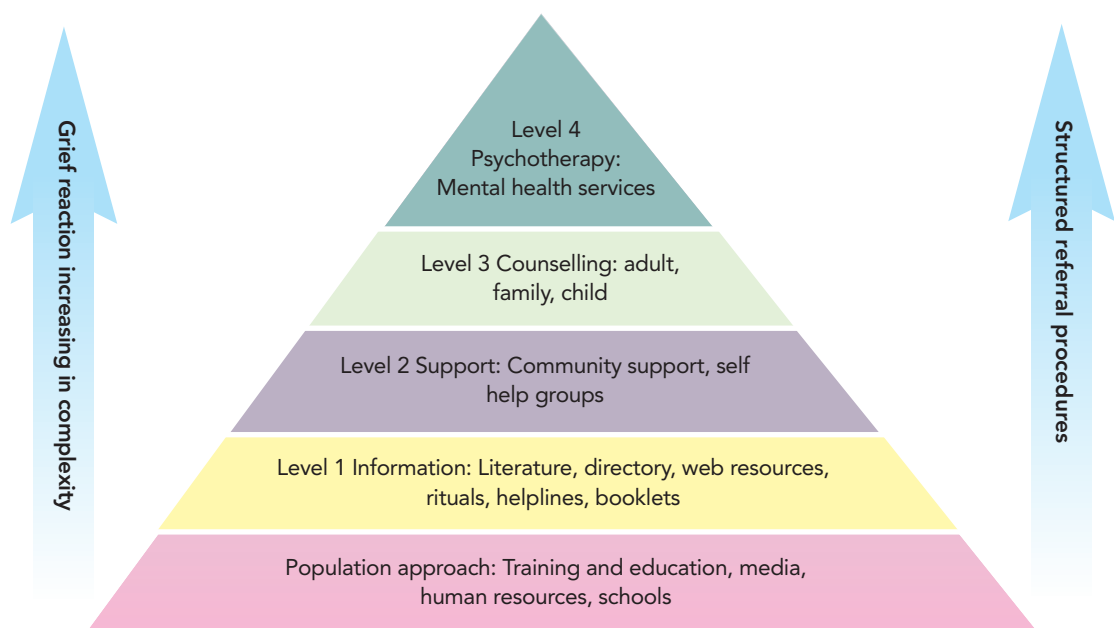 Grief reaction increasing in complexity
Level 4
Psychotherapy:
Mental health services
Level 3 Counselling: adult,
family, child
Level 2 Support: Community support, self
help groups
Level 1 Information: Literature, directory, web resources,
rituals, helplines, booklets
Population approach: Training and education, media,
human resources, schools
Structured referral procedures